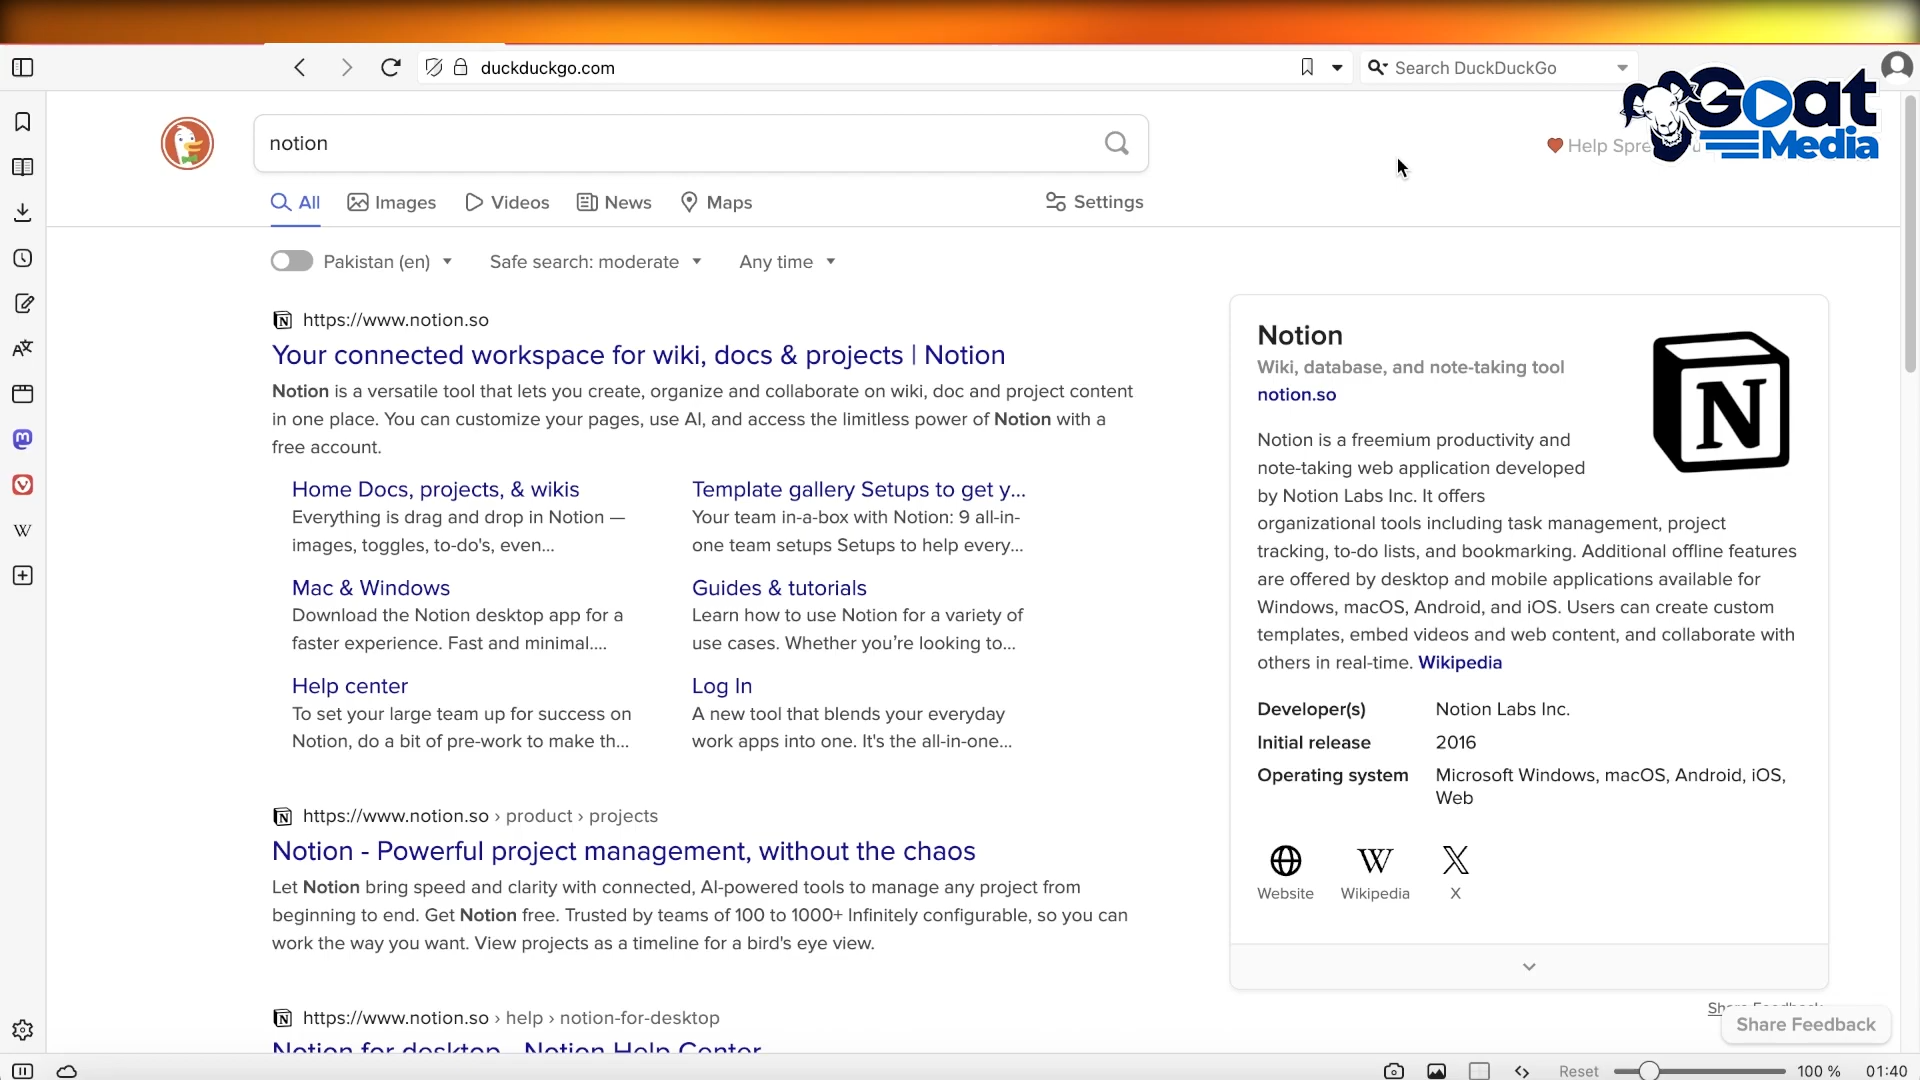 duckduckgo.com
Search DuckDuckGo
Goat
Media
notion
Help Spre
All
Images
Videos
News
Maps
Settings
Pakistan (en)
Safe search: moderate
Any time
https://www.notion.so
Your connected workspace for wiki, docs & projects | Notion
Notion is a versatile tool that lets you create, organize and collaborate on wiki, doc and project content
in one place. You can customize your pages, use AI, and access the limitless power of Notion with a
free account.
Home Docs, projects, & wikis
Everything is drag and drop in Notion —
images, toggles, to-do's, even...
Template gallery Setups to get y...
Your team in-a-box with Notion: 9 all-in-
one team setups Setups to help every...
Mac & Windows
Download the Notion desktop app for a
faster experience. Fast and minimal....
Guides & tutorials
Learn how to use Notion for a variety of
use cases. Whether you’re looking to...
Help center
To set your large team up for success on
Notion, do a bit of pre-work to make th...
Log In
A new tool that blends your everyday
work apps into one. It's the all-in-one...
https://www.notion.so › product › projects
Notion - Powerful project management, without the chaos
Let Notion bring speed and clarity with connected, AI-powered tools to manage any project from
beginning to end. Get Notion free. Trusted by teams of 100 to 1000+ Infinitely configurable, so you can
work the way you want. View projects as a timeline for a bird's eye view.
https://www.notion.so › help › notion-for-desktop
Notion for desktop - Notion Help Center
Notion
Wiki, database, and note-taking tool
notion.so
N
Notion is a freemium productivity and
note-taking web application developed
by Notion Labs Inc. It offers
organizational tools including task management, project
tracking, to-do lists, and bookmarking. Additional offline features
are offered by desktop and mobile applications available for
Windows, macOS, Android, and iOS. Users can create custom
templates, embed videos and web content, and collaborate with
others in real-time. Wikipedia
Developer(s) Notion Labs Inc.
Initial release 2016
Operating system Microsoft Windows, macOS, Android, iOS,
Web
Website
Wikipedia
X
Share Feedback
Share Feedback
Reset
100 %
01:40